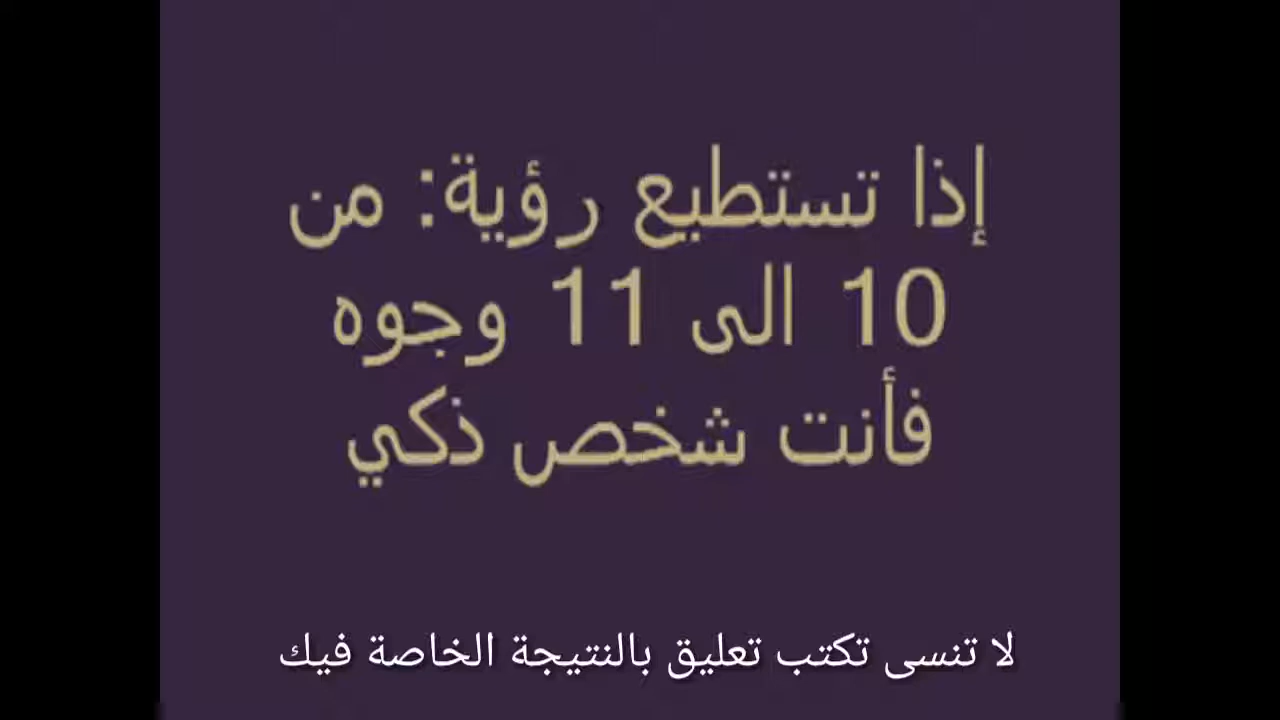 إذا تستطيع رؤية: من
10 الى 11 وجوه
فأنت شخص ذكي
لا تنسى تكتب تعليق بالنتيجة الخاصة فيك